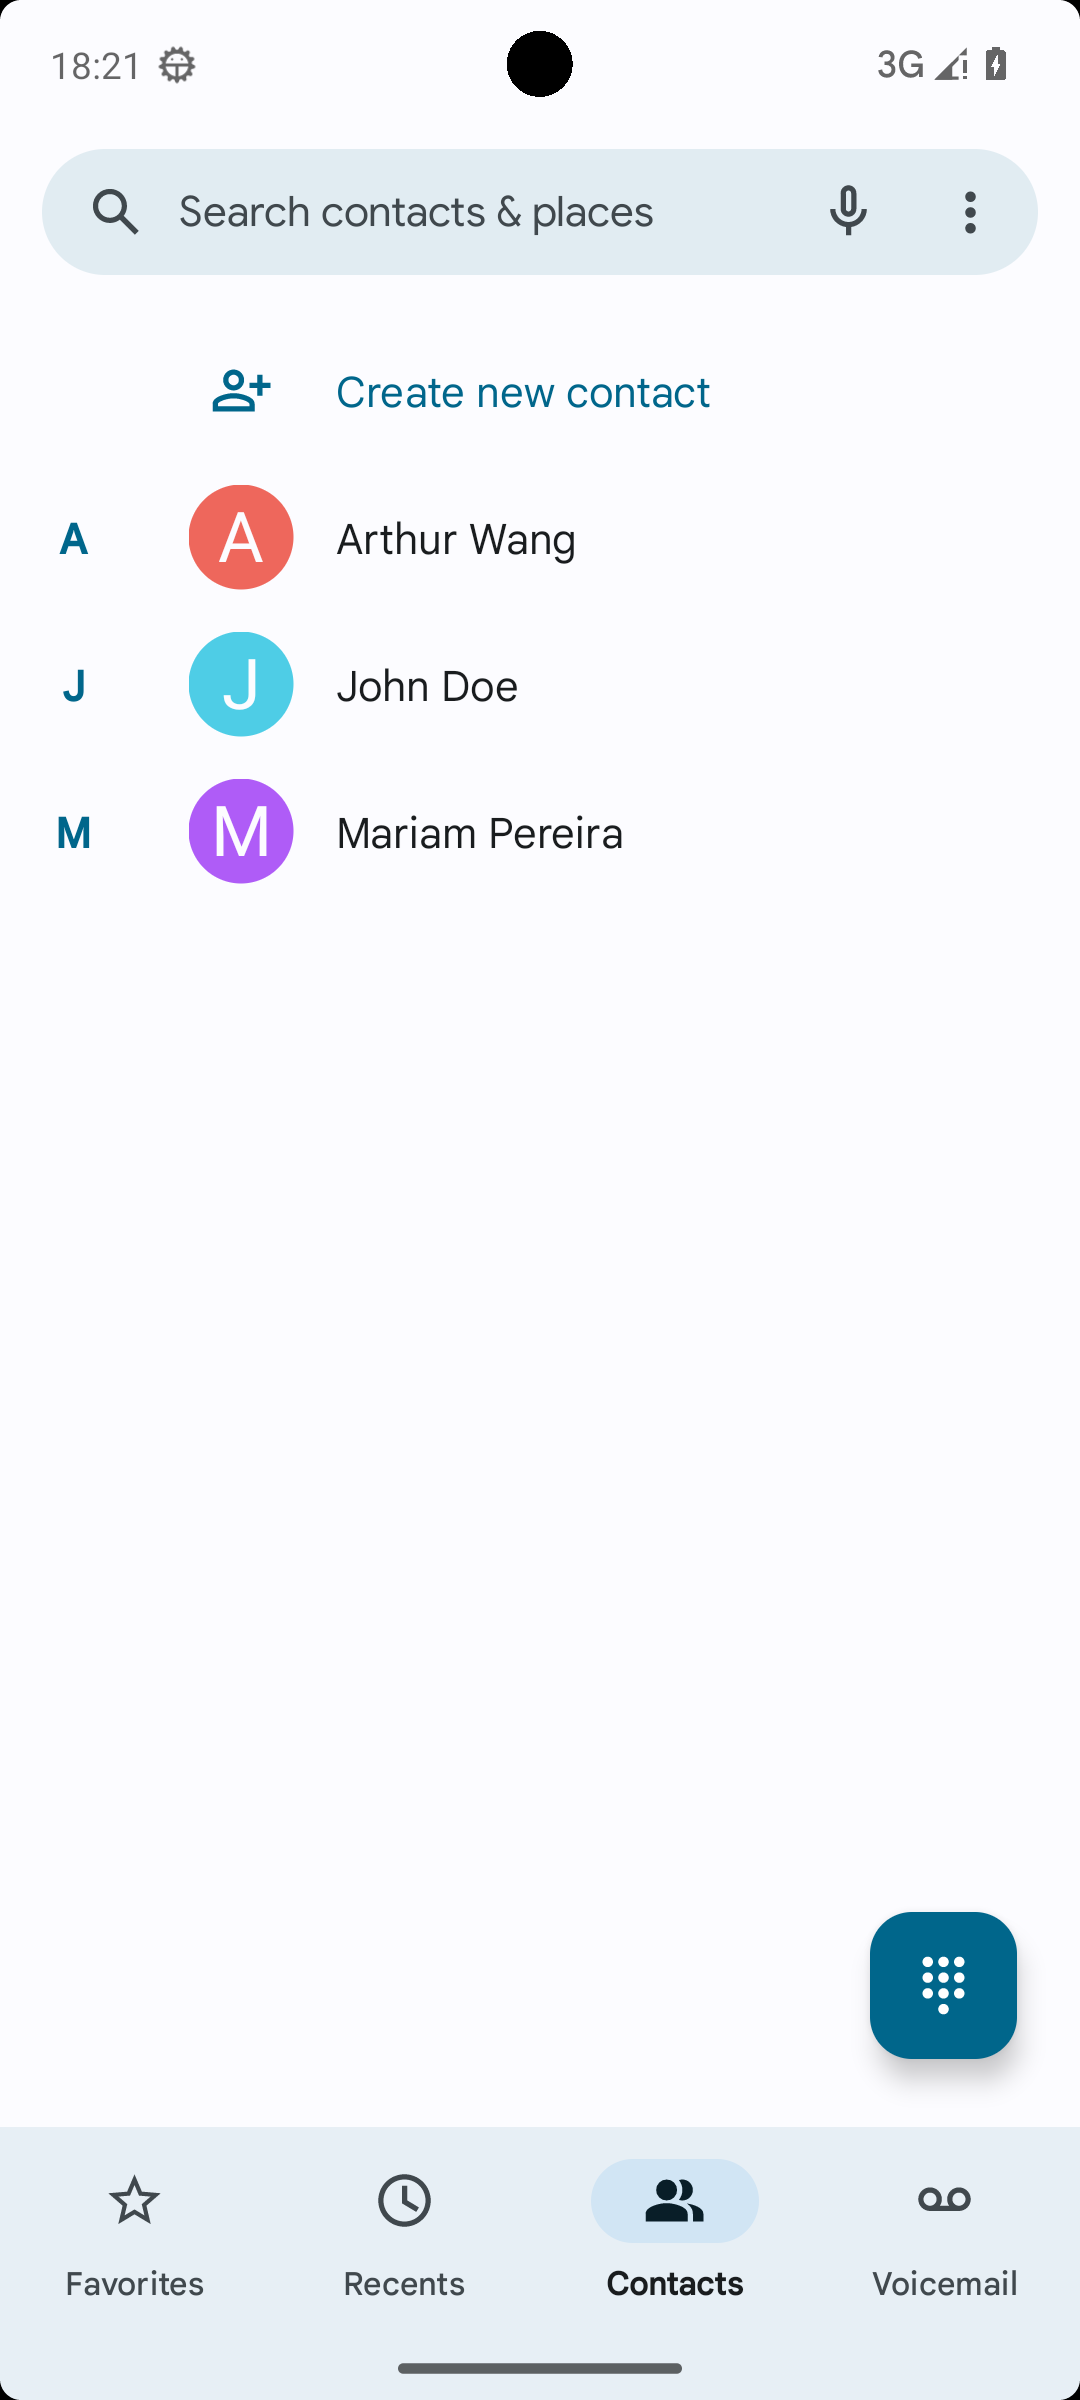 18:21
3G
Search contacts & places
Create new contact
A
A
Arthur Wang
J
J
John Doe
M
M
Mariam Pereira
Favorites
Recents
Contacts
Voicemail